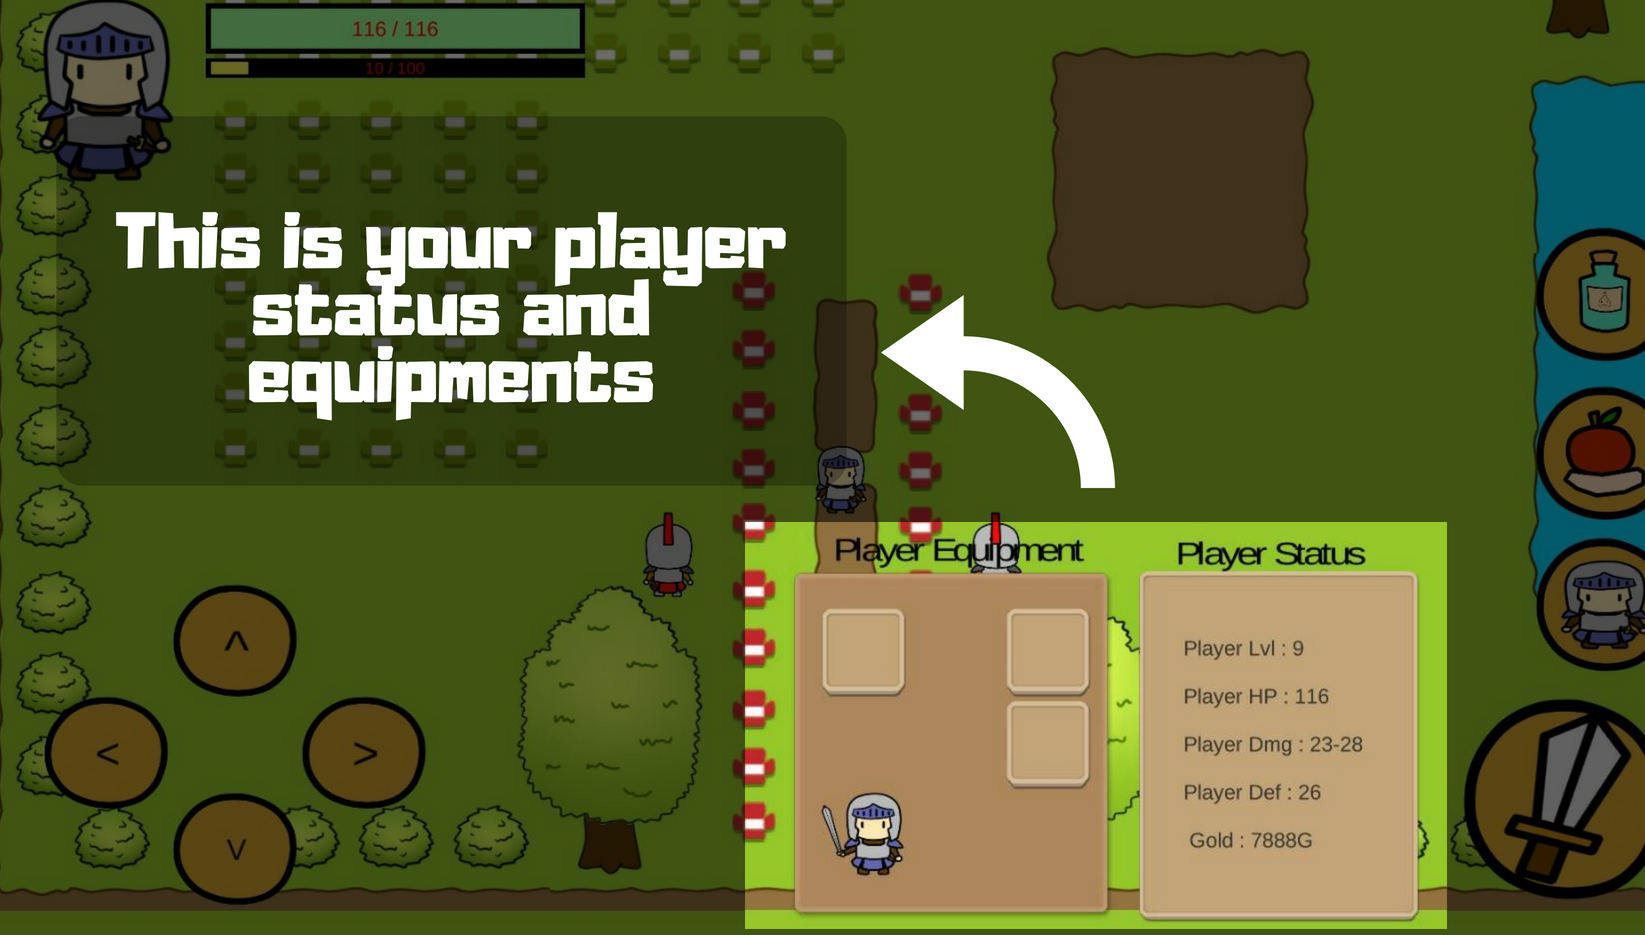 116 / 116
10 / 100
This is your player
status and
equipments
Player Equipment
Player Status
Player Lvl : 9
Player HP : 116
Player Dmg : 23-28
Player Def : 26
Gold : 7888G
^
< >
v